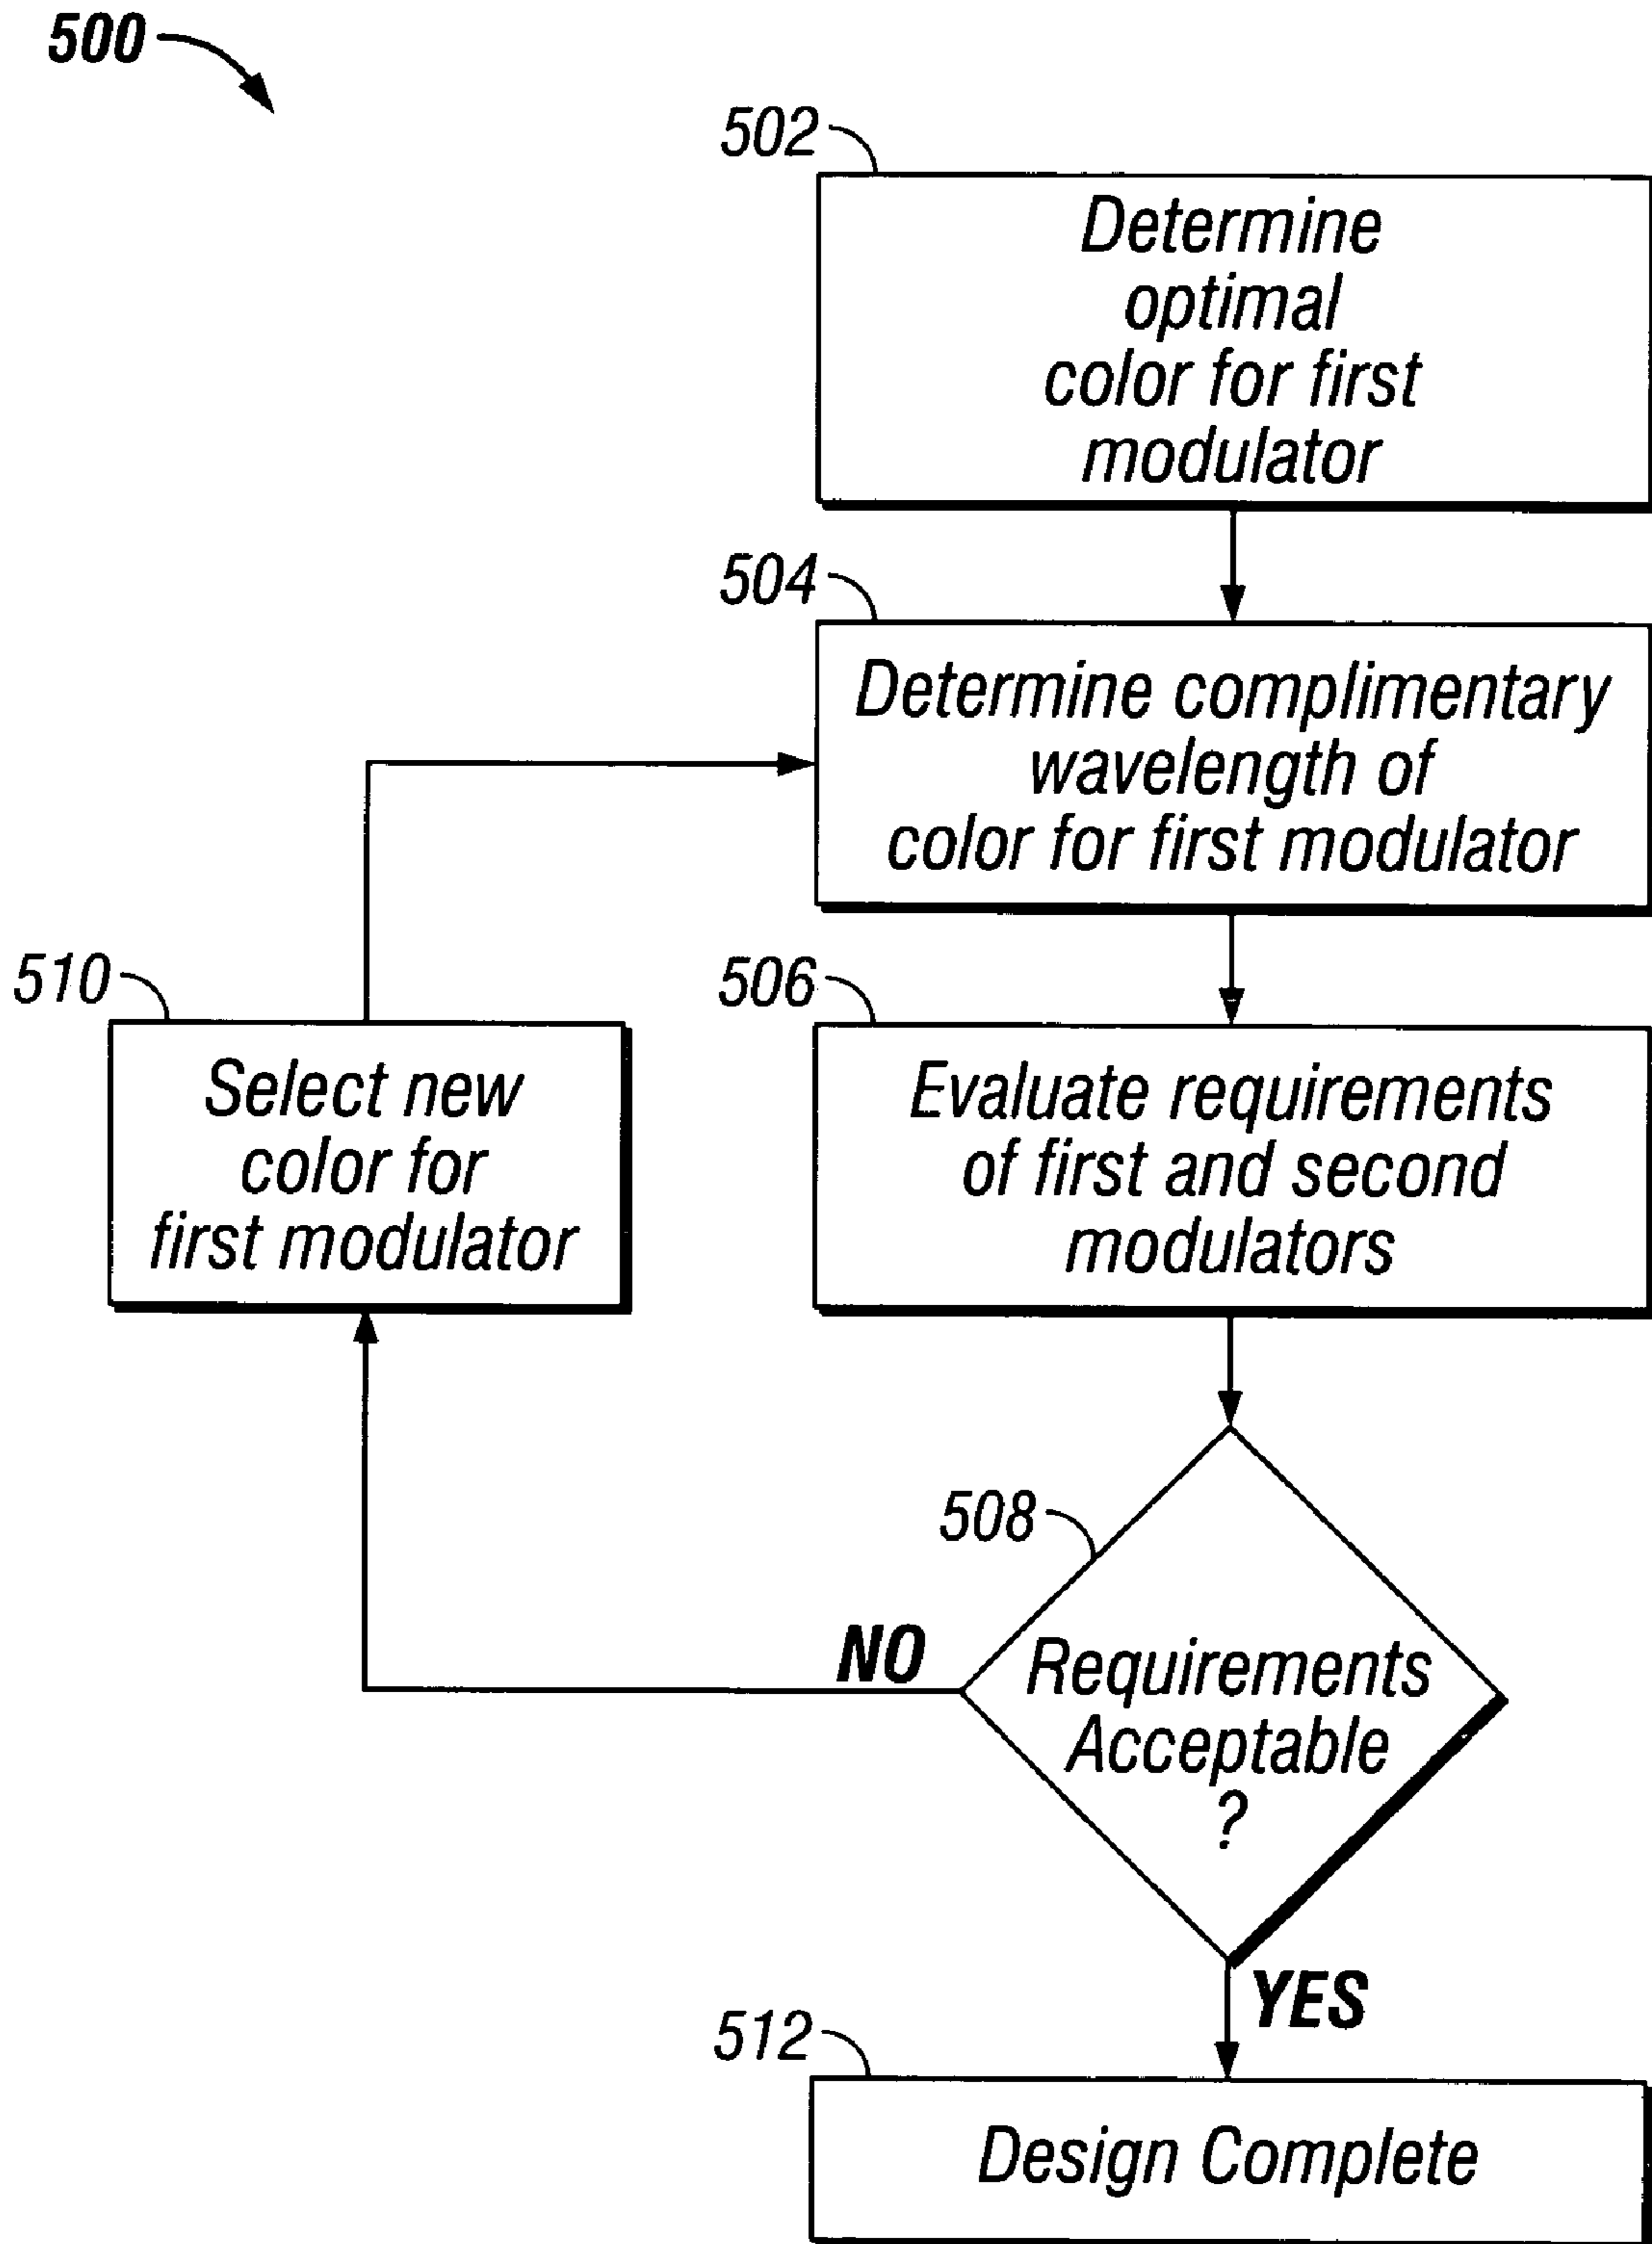 500
502
Determine
optimal
color for first
modulator
504
Determine complimentary
wavelength of
color for first modulator
510
Select new
color for
first modulator
506
Evaluate requirements
of first and second
modulators
508
NO
Requirements
Acceptable
?
YES
512
Design Complete